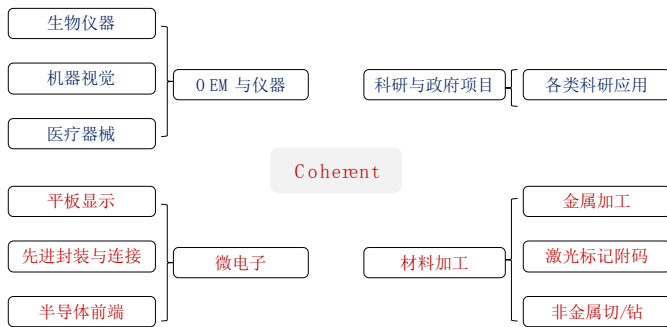 生物仪器
机器视觉
医疗器械
OEM 与仪器
科研与政府项目
各类科研应用
Coherent
平板显示
先进封装与连接
半导体前端
微电子
材料加工
金属加工
激光标记附码
非金属切/钻